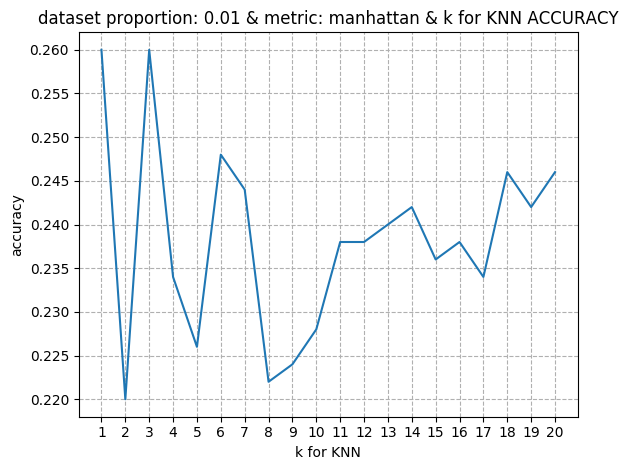 dataset proportion: 0.01 & metric: manhattan & k for KNN ACCURACY
0.260
0.255
0.250
0.245
0.240
0.235
0.230
0.225
0.220
accuracy
1 2 3 4 5 6 7 8 9 10 11 12 13 14 15 16 17 18 19 20
k for KNN